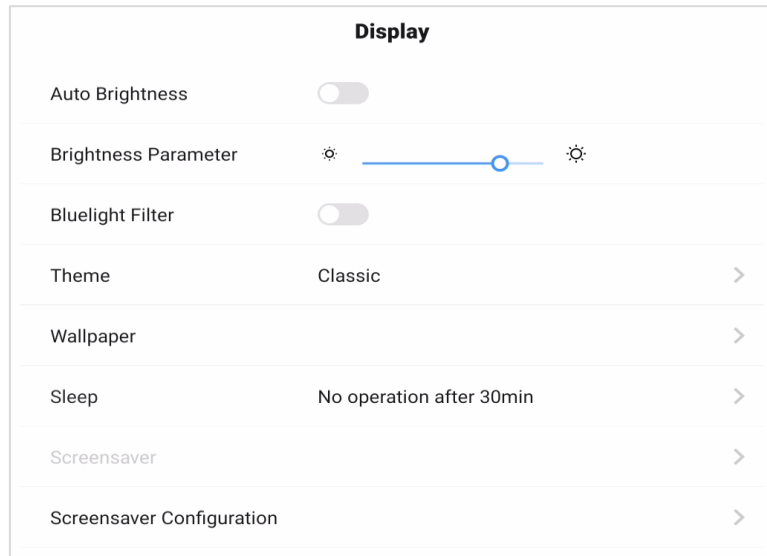 Display
Auto Brightness
Brightness Parameter
Bluelight Filter
Theme Classic
Wallpaper
Sleep No operation after 30min
Screensaver
Screensaver Configuration